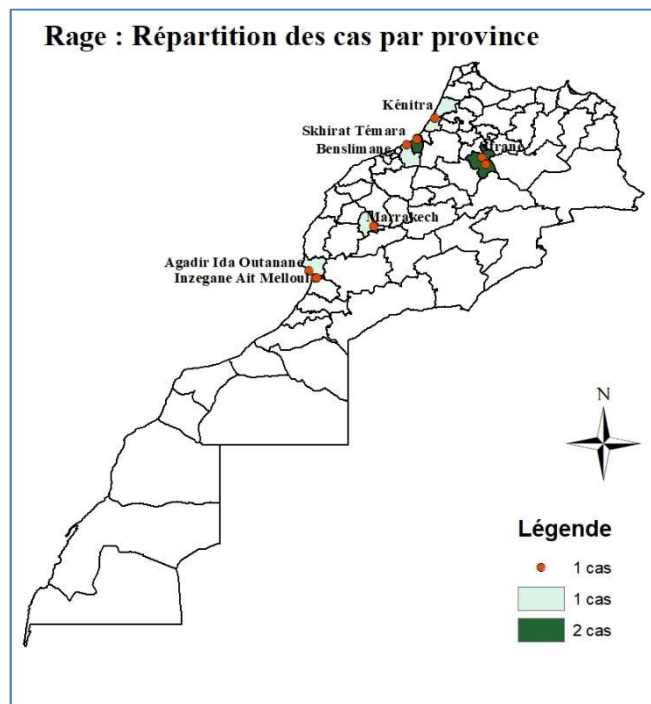 Rage : Répartition des cas par province
Kénitra
Skhirat Témara
Benslimane
Ifrane
Marrakech
Agadir Ida Outanane
Inzegane Ait Melloul
N
Légende
1 cas
1 cas
2 cas